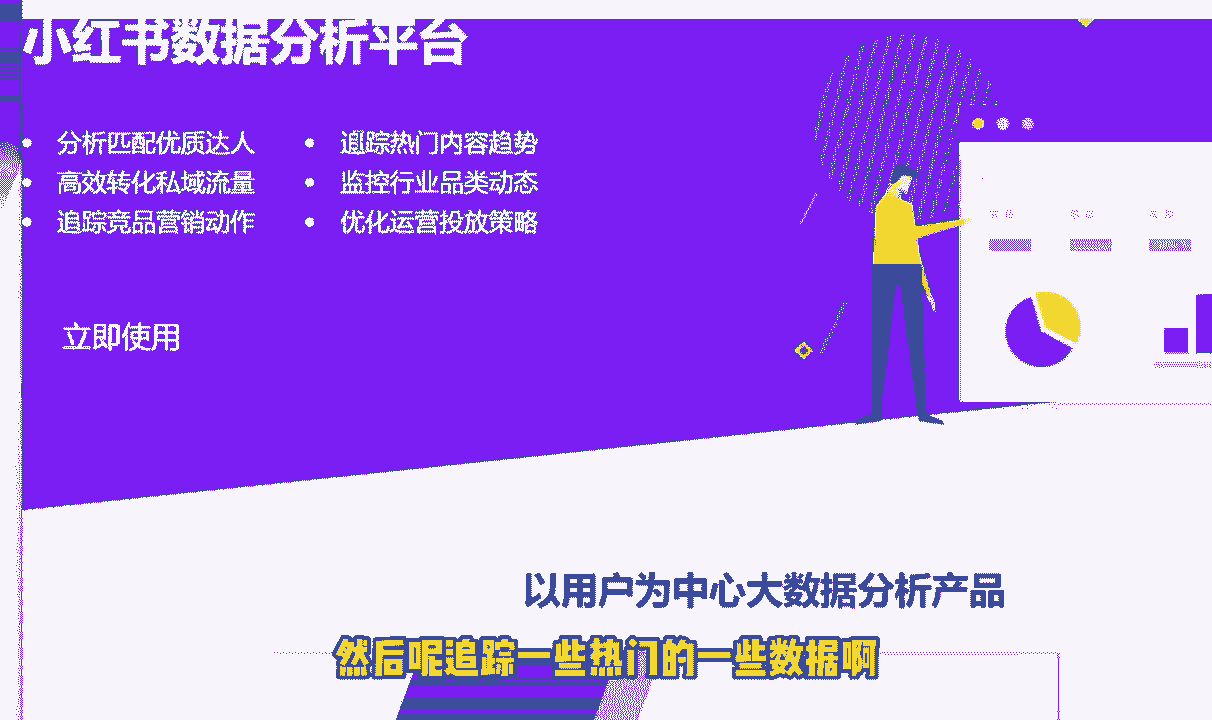 小红书数据分析平台
分析匹配优质达人
追踪热门内容趋势
高效转化私域流量
监控行业品类动态
追踪竞品营销动作
优化运营投放策略
立即使用
以用户为中心大数据分析产品
然后呢追踪一些热门的一些数据啊